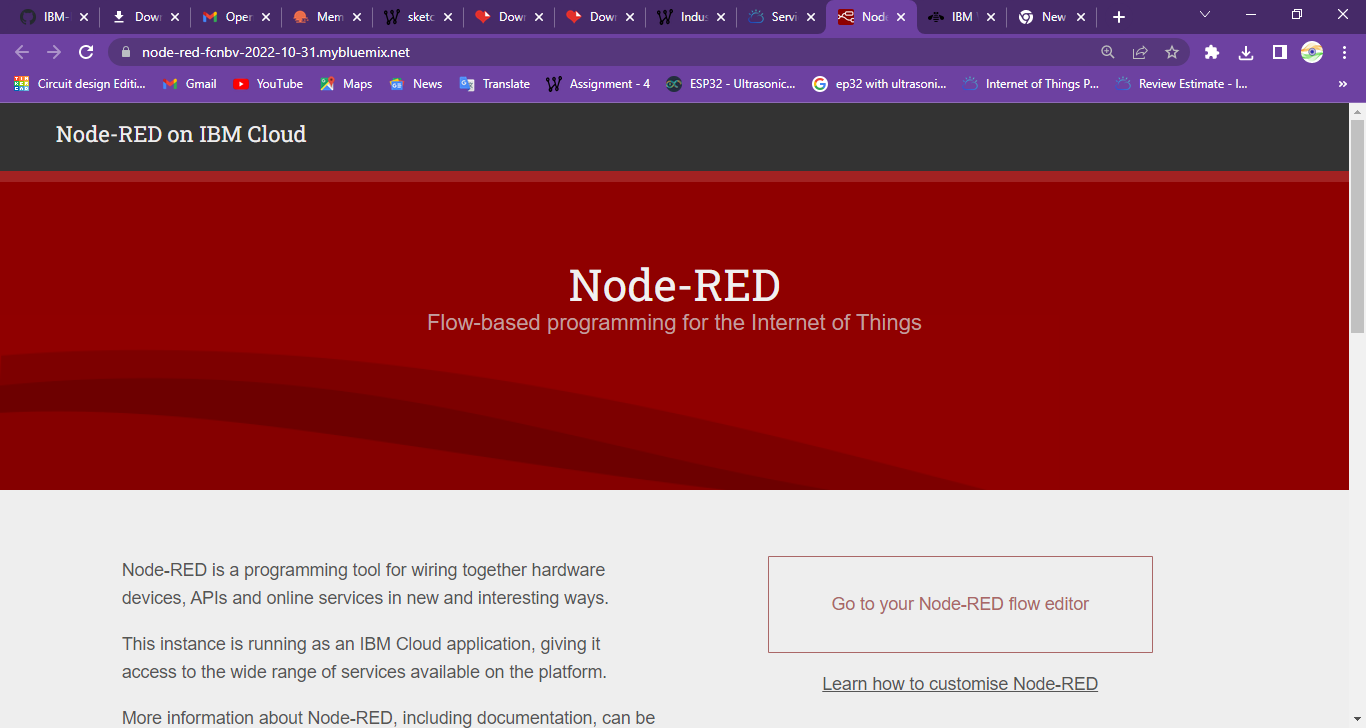 IBM-
Down
Open
Mem
sketc
Down
Down
Indus
Servi
Node
IBM
New
node-red-fcnbv-2022-10-31.mybluemix.net
Circuit design Editi...
Gmail
YouTube
Maps
News
Translate
Assignment - 4
ESP32 - Ultrasonic...
ep32 with ultrasoni...
Internet of Things P...
Review Estimate - I...
»
Node-RED on IBM Cloud
Node-RED
Flow-based programming for the Internet of Things
Node-RED is a programming tool for wiring together hardware
devices, APIs and online services in new and interesting ways.
This instance is running as an IBM Cloud application, giving it
access to the wide range of services available on the platform.
More information about Node-RED, including documentation, can be
Go to your Node-RED flow editor
Learn how to customise Node-RED